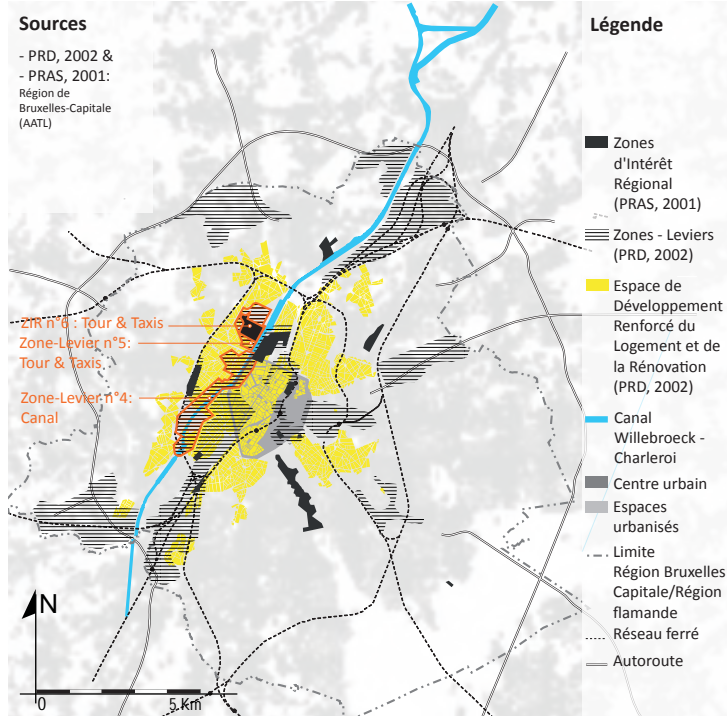 Sources
- PRD, 2002 &
- PRAS, 2001:
Région de
Bruxelles-Capitale
(AATL)
ZIR n°6 : Tour & Taxis
Zone-Levier n°5:
Tour & Taxis
Zone-Levier n°4:
Canal
N
0 5 Km
Légende
Zones
d'Intérêt
Régional
(PRAS, 2001)
Zones - Leviers
(PRD, 2002)
Espace de
Développement
Renforcé du
Logement et de
la Rénovation
(PRD, 2002)
Canal
Willebroeck -
Charleroi
Centre urbain
Espaces
urbanisés
Limite
Région Bruxelles
Capitale/Région
flamande
Réseau ferré
Autoroute